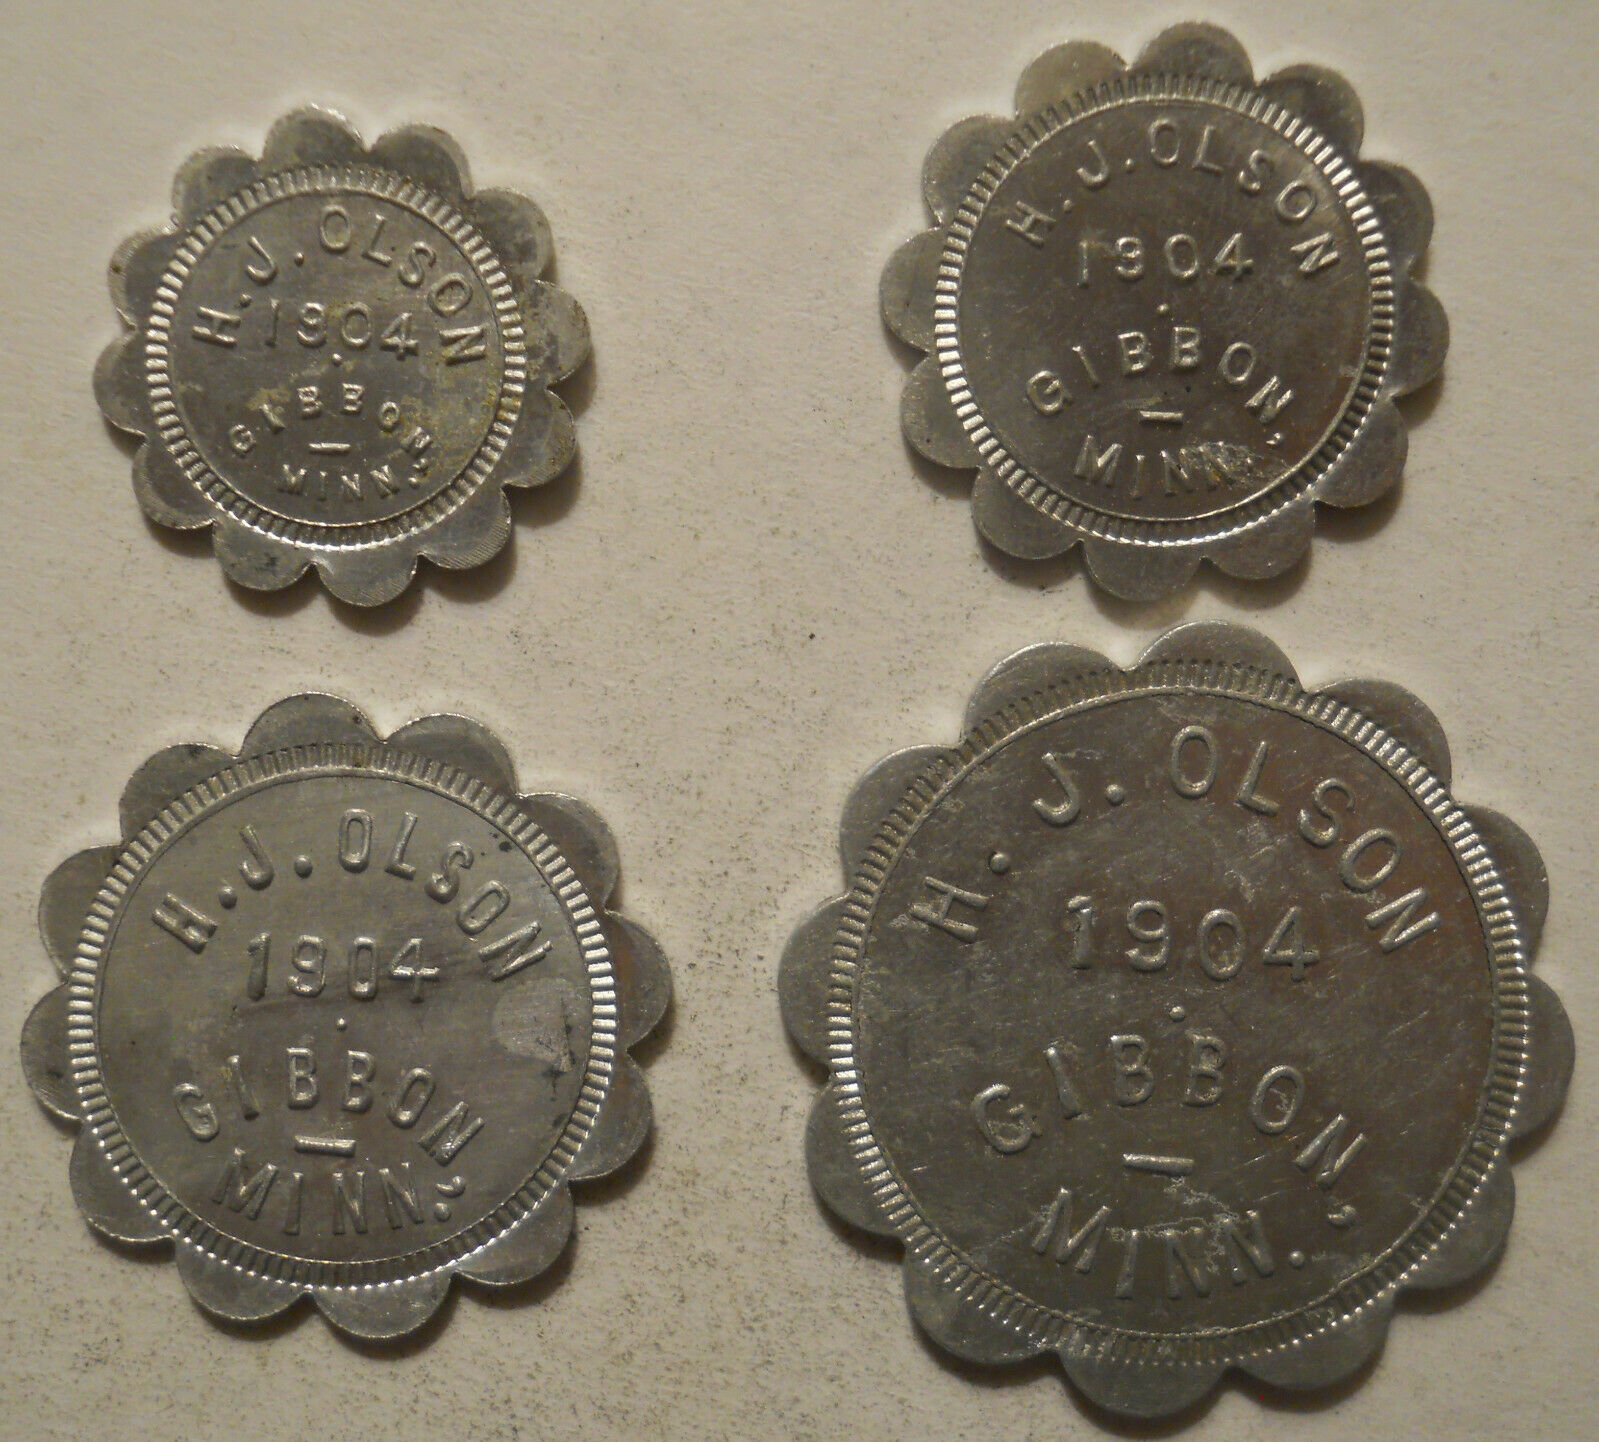 H. J. OLSON
1904
GIBBON,
MINN.
H. J. OLSON
1904
GIBBON,
MINN.
H. J. OLSON
1904
GIBBON,
MINN.
H. J. OLSON
1904
GIBBON,
MINN.